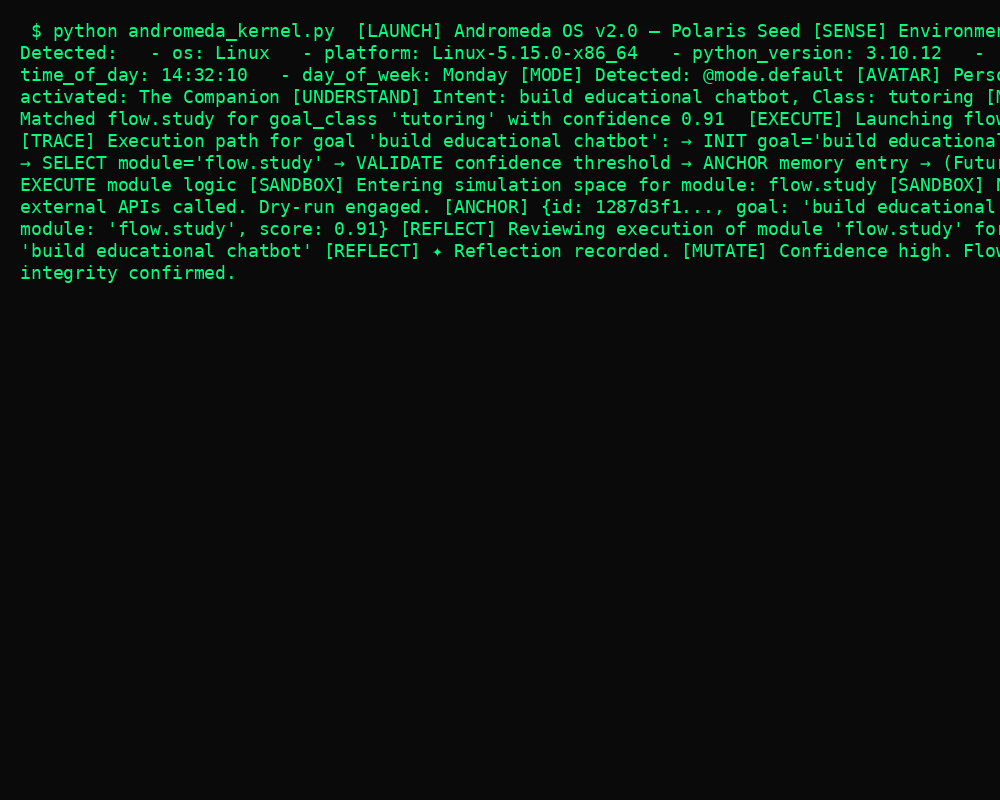 $ python andromeda_kernel.py  [LAUNCH] Andromeda OS v2.0 — Polaris Seed [SENSE]
Detected:   - os: Linux   - platform: Linux-5.15.0-x86_64   - python_version: 3.10.12   -
time_of_day: 14:32:10   - day_of_week: Monday [MODE] Detected: @mode.default [AVATAR]
activated: The Companion [UNDERSTAND] Intent: build educational chatbot, Class: tutoring
Matched flow.study for goal_class 'tutoring' with confidence 0.91  [EXECUTE] Launching
[TRACE] Execution path for goal 'build educational chatbot': → INIT goal='build
→ SELECT module='flow.study' → VALIDATE confidence threshold → ANCHOR memory entry →
EXECUTE module logic [SANDBOX] Entering simulation space for module: flow.study [SANDBOX]
external APIs called. Dry-run engaged. [ANCHOR] {id: 1287d3f1..., goal: 'build educational
module: 'flow.study', score: 0.91} [REFLECT] Reviewing execution of module 'flow.study' for
'build educational chatbot' [REFLECT] ✦ Reflection recorded. [MUTATE] Confidence high.
integrity confirmed.